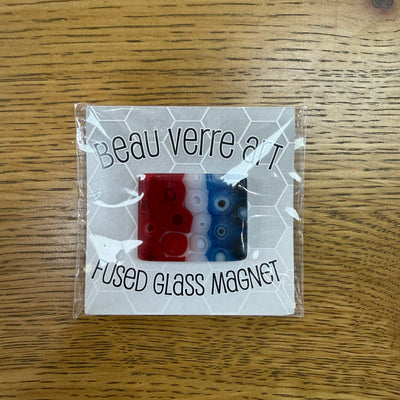 Beau verre art
FUSED GLASS MAGNET